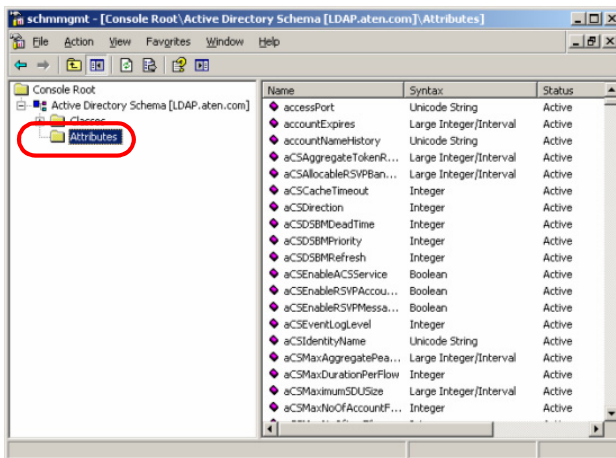 schmmgmt - [Console Root\Active Directory Schema [LDAP.aten.com]\Attributes]
File Action View Favorites Window Help
Console Root
Active Directory Schema [LDAP.aten.com]
Classes
Attributes
Name Syntax Status
accessPort Unicode String Active
accountExpires Large Integer/Interval Active
accountNameHistory Unicode String Active
aCSAggregateTokenR... Large Integer/Interval Active
aCSAllocableRSVPBan... Large Integer/Interval Active
aCSCacheTimeout Integer Active
aCSDirection Integer Active
aCSDSBMDeadTime Integer Active
aCSDSBMPriority Integer Active
aCSDSBMRefresh Integer Active
aCSEnableACSService Boolean Active
aCSEnableRSVPAccou... Boolean Active
aCSEnableRSVPMessa... Boolean Active
aCSEventLogLevel Integer Active
aCSIdentityName Unicode String Active
aCSMaxAggregatePea... Large Integer/Interval Active
aCSMaxDurationPerFlow Integer Active
aCSMaximumSDUSize Large Integer/Interval Active
aCSMaxNoOfAccountF... Integer Active